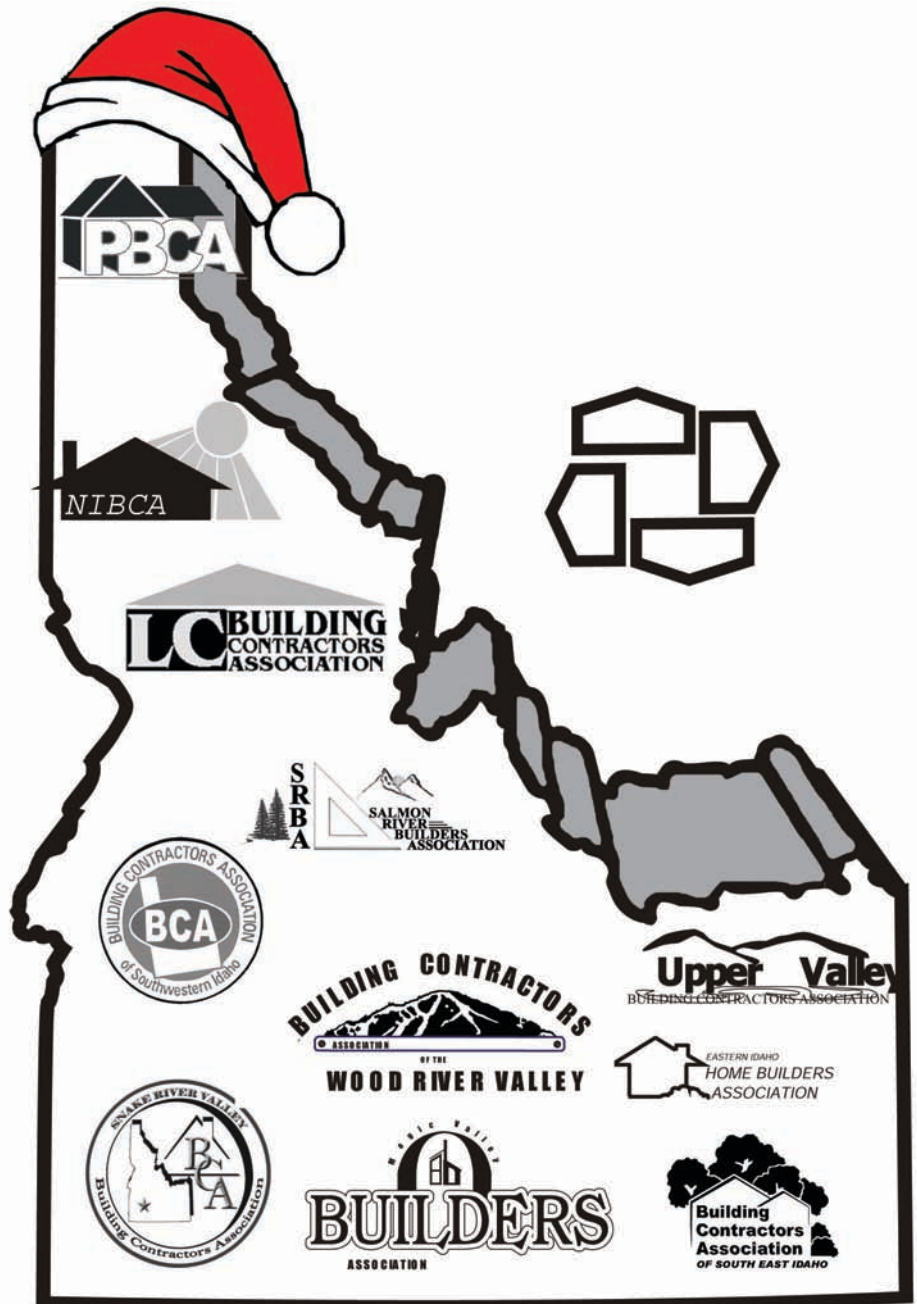 PBCA
NIBCA
LC BUILDING
CONTRACTORS
ASSOCIATION
SRBA
SALMON
RIVER
BUILDERS
ASSOCIATION
BUILDING CONTRACTORS ASSOCIATION
BCA
of Southwestern Idaho
BUILDING CONTRACTORS
ASSOCIATION
OF THE
WOOD RIVER VALLEY
Upper Valley
BUILDING CONTRACTORS ASSOCIATION
EASTERN IDAHO
HOME BUILDERS
ASSOCIATION
SNAKE RIVER VALLEY
BCA
Building Contractors Association
Magic Valley
BUILDERS
ASSOCIATION
Building
Contractors
Association
OF SOUTH EAST IDAHO